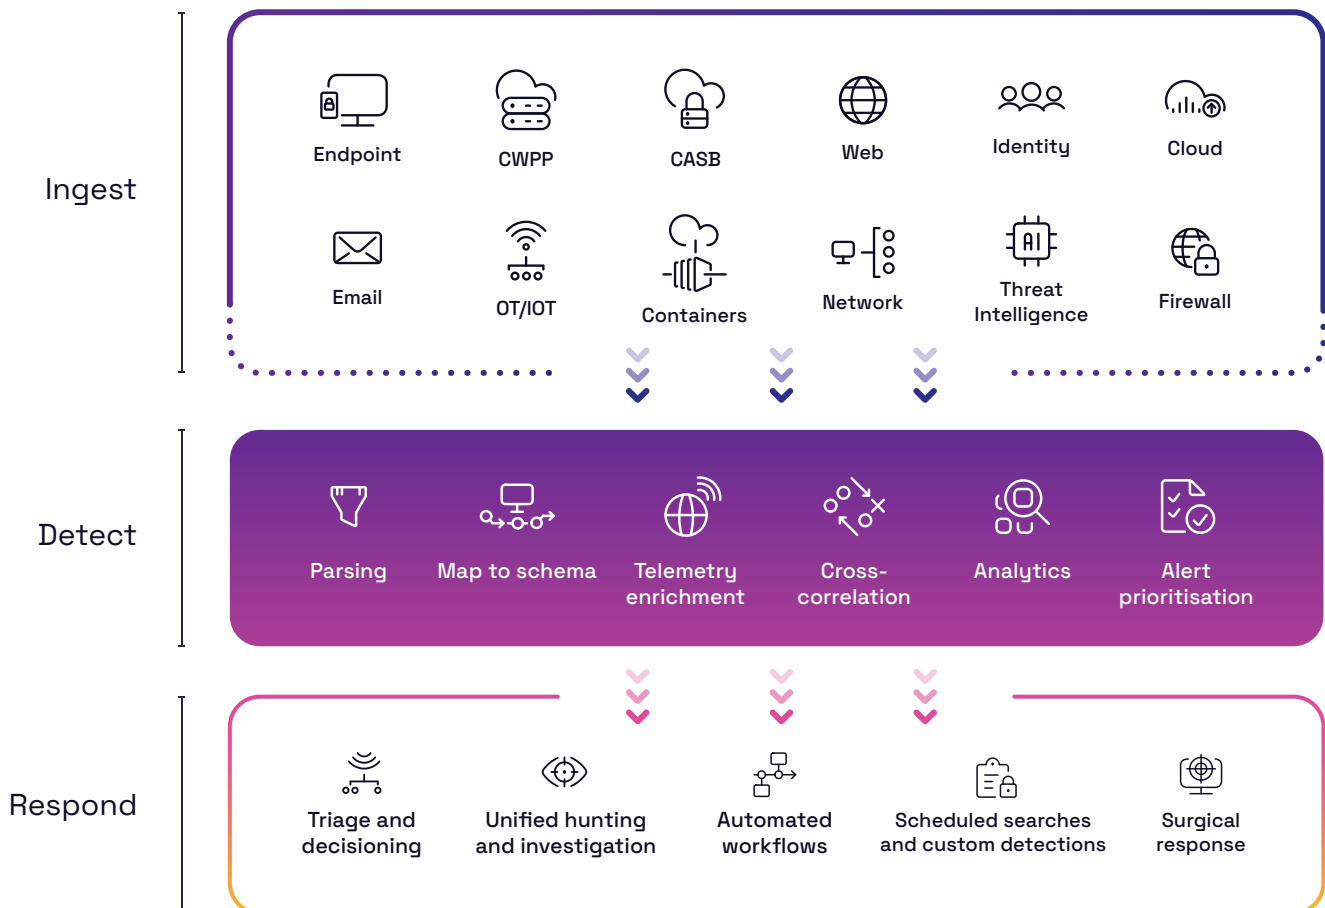 Ingest
Endpoint
CWPP
CASB
Web
Identity
Cloud
Email
OT/IOT
Containers
Network
AI
Threat
Intelligence
Firewall
Detect
Parsing
Map to schema
Telemetry
enrichment
Cross-
correlation
Analytics
Alert
prioritisation
Respond
Triage and
decisioning
Unified hunting
and investigation
Automated
workflows
Scheduled searches
and custom detections
Surgical
response